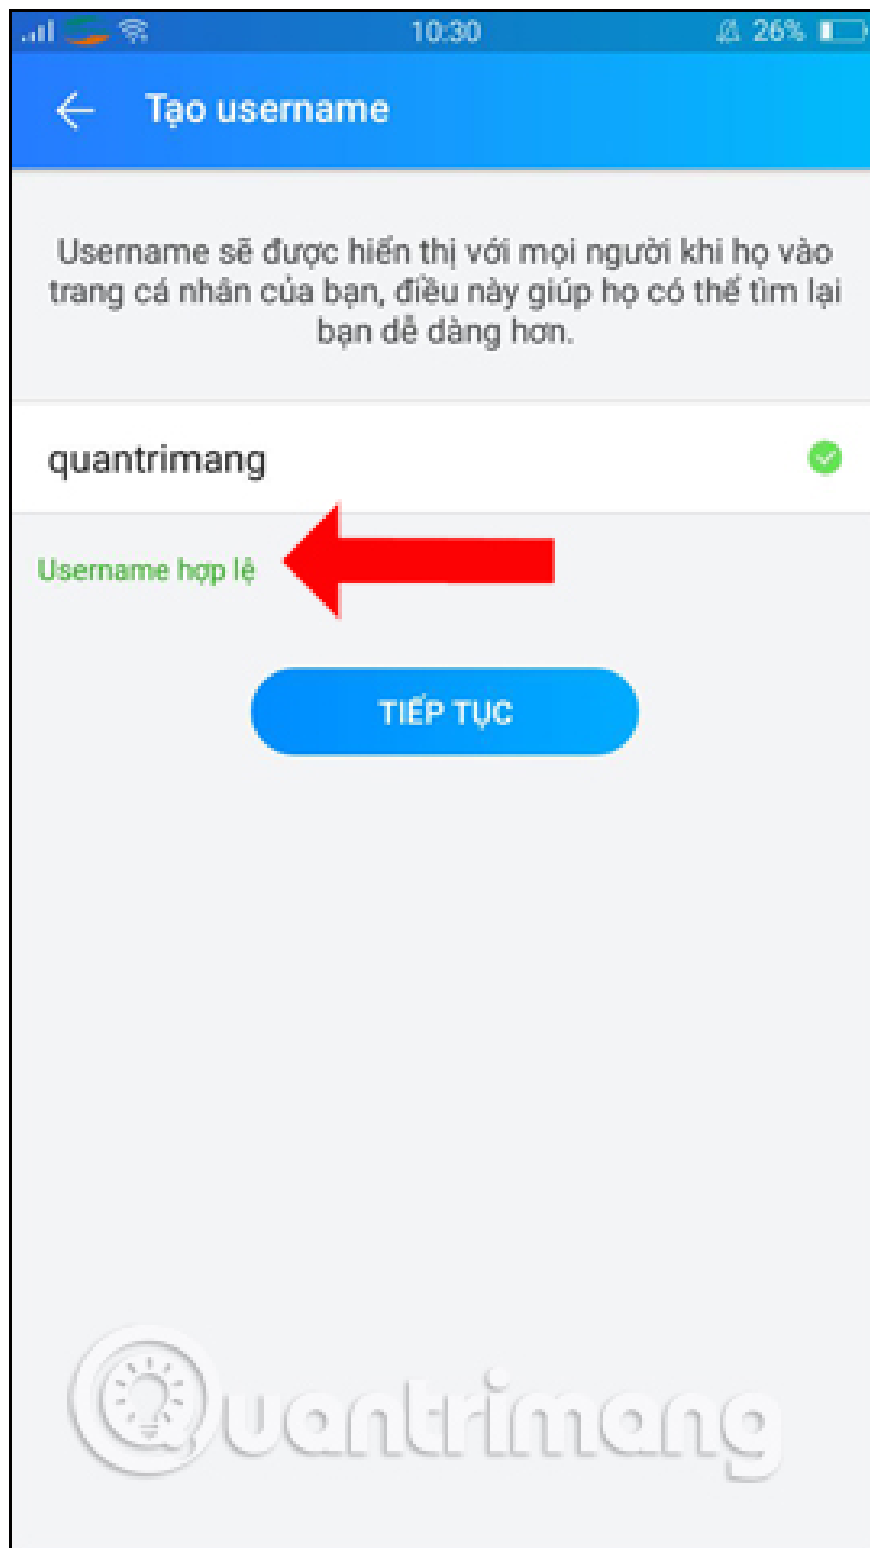 10:30
26%
Tạo username
Username sẽ được hiển thị với mọi người khi họ vào
trang cá nhân của bạn, điều này giúp họ có thể tìm lại
bạn dễ dàng hơn.
quantrimang
Username hợp lệ
TIẾP TỤC
Quantrimang